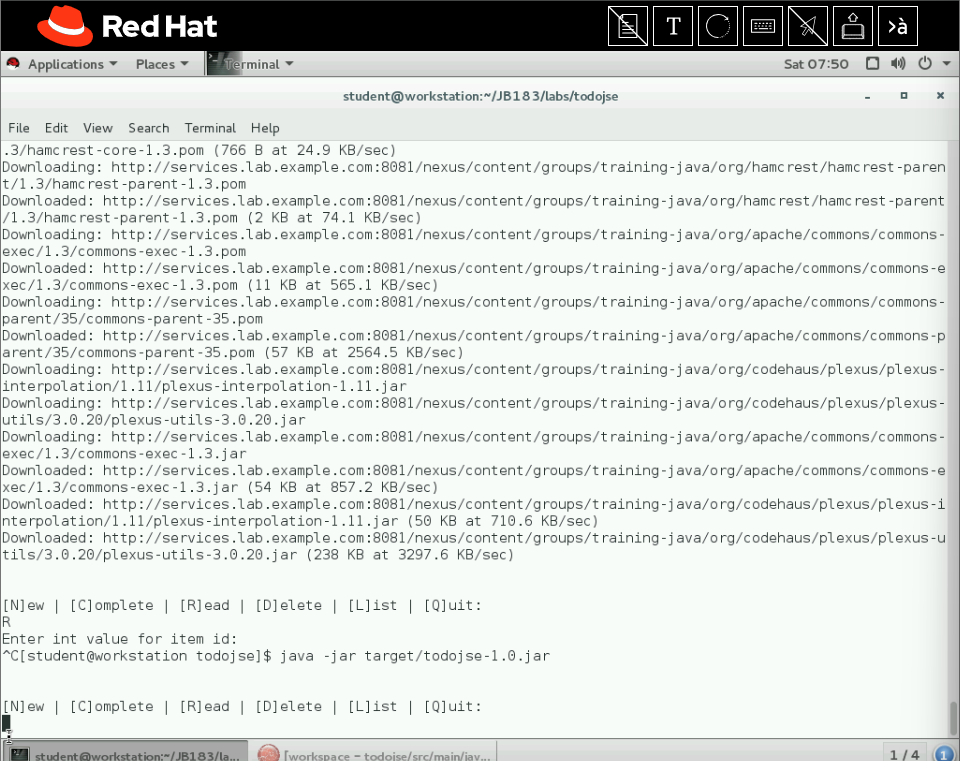 Red Hat
T
>à
Applications
Places
Terminal
Sat 07:50
student@workstation:~/JB183/labs/todojse
File Edit View Search Terminal Help
.3/hamcrest-core-1.3.pom (766 B at 24.9 KB/sec)
Downloading: http://services.lab.example.com:8081/nexus/content/groups/training-java/org/hamcrest/hamcrest-paren
t/1.3/hamcrest-parent-1.3.pom
Downloaded: http://services.lab.example.com:8081/nexus/content/groups/training-java/org/hamcrest/hamcrest-parent
/1.3/hamcrest-parent-1.3.pom (2 KB at 74.1 KB/sec)
Downloading: http://services.lab.example.com:8081/nexus/content/groups/training-java/org/apache/commons/commons-
exec/1.3/commons-exec-1.3.pom
Downloaded: http://services.lab.example.com:8081/nexus/content/groups/training-java/org/apache/commons/commons-e
xec/1.3/commons-exec-1.3.pom (11 KB at 565.1 KB/sec)
Downloading: http://services.lab.example.com:8081/nexus/content/groups/training-java/org/apache/commons/commons-
parent/35/commons-parent-35.pom
Downloaded: http://services.lab.example.com:8081/nexus/content/groups/training-java/org/apache/commons/commons-p
arent/35/commons-parent-35.pom (57 KB at 2564.5 KB/sec)
Downloading: http://services.lab.example.com:8081/nexus/content/groups/training-java/org/codehaus/plexus/plexus-
interpolation/1.11/plexus-interpolation-1.11.jar
Downloading: http://services.lab.example.com:8081/nexus/content/groups/training-java/org/codehaus/plexus/plexus-
utils/3.0.20/plexus-utils-3.0.20.jar
Downloading: http://services.lab.example.com:8081/nexus/content/groups/training-java/org/apache/commons/commons-
exec/1.3/commons-exec-1.3.jar
Downloaded: http://services.lab.example.com:8081/nexus/content/groups/training-java/org/apache/commons/commons-e
xec/1.3/commons-exec-1.3.jar (54 KB at 857.2 KB/sec)
Downloaded: http://services.lab.example.com:8081/nexus/content/groups/training-java/org/codehaus/plexus/plexus-i
nterpolation/1.11/plexus-interpolation-1.11.jar (50 KB at 710.6 KB/sec)
Downloaded: http://services.lab.example.com:8081/nexus/content/groups/training-java/org/codehaus/plexus/plexus-u
tils/3.0.20/plexus-utils-3.0.20.jar (238 KB at 3297.6 KB/sec)
[N]ew | [C]omplete | [R]ead | [D]elete | [L]ist | [Q]uit:
R
Enter int value for item id:
^C[student@workstation todojse]$ java -jar target/todojse-1.0.jar
[N]ew | [C]omplete | [R]ead | [D]elete | [L]ist | [Q]uit:
student@workstation:~/JB183/la...
[workspace - todojse/src/main/jav...
1 / 4
1